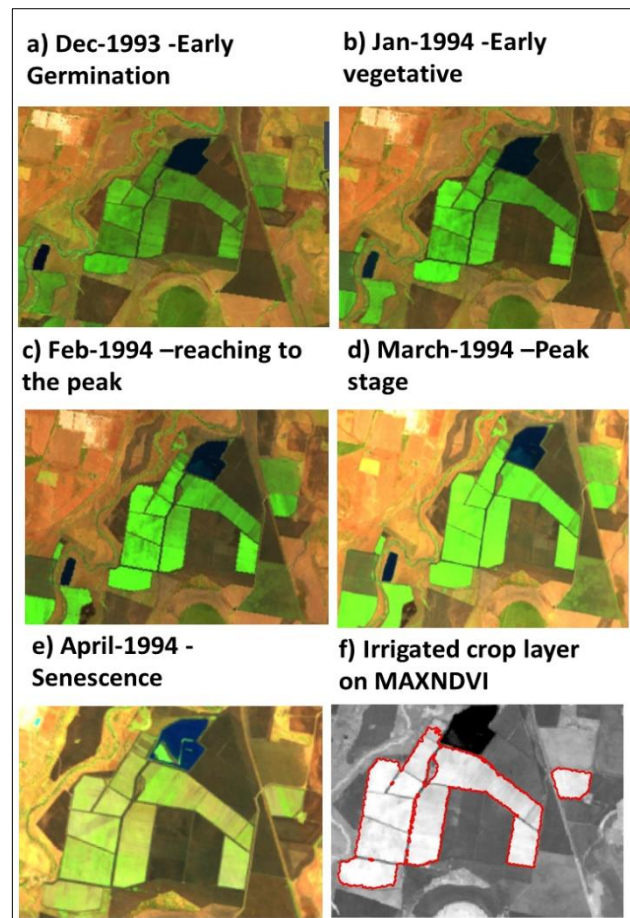 a) Dec-1993 -Early
Germination
b) Jan-1994 -Early
vegetative
c) Feb-1994 –reaching to
the peak
d) March-1994 –Peak
stage
e) April-1994 -
Senescence
f) Irrigated crop layer
on MAXNDVI